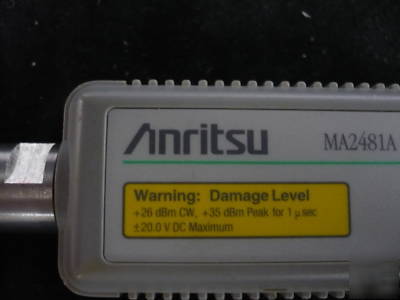 Anritsu
MA2481A
Warning: Damage Level
+26 dBm CW, +35 dBm Peak for 1 μsec
±20.0 V DC Maximum